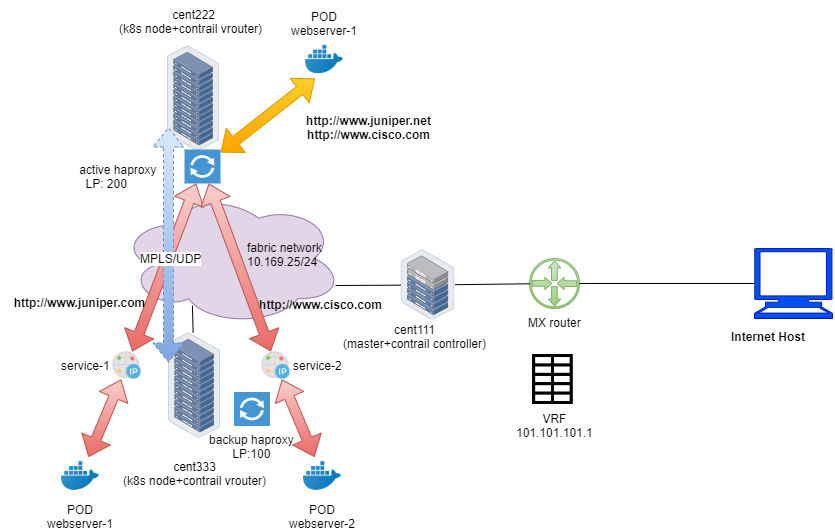 cent222
(k8s node+contrail vrouter)
POD
webserver-1
http://www.juniper.net
http://www.cisco.com
active haproxy
LP: 200
fabric network
10.169.25/24
MPLS/UDP
http://www.juniper.com
http://www.cisco.com
cent111
(master+contrail controller)
MX router
Internet Host
service-1
IP
service-2
IP
VRF
101.101.101.1
backup haproxy
LP:100
cent333
(k8s node+contrail vrouter)
POD
webserver-1
POD
webserver-2